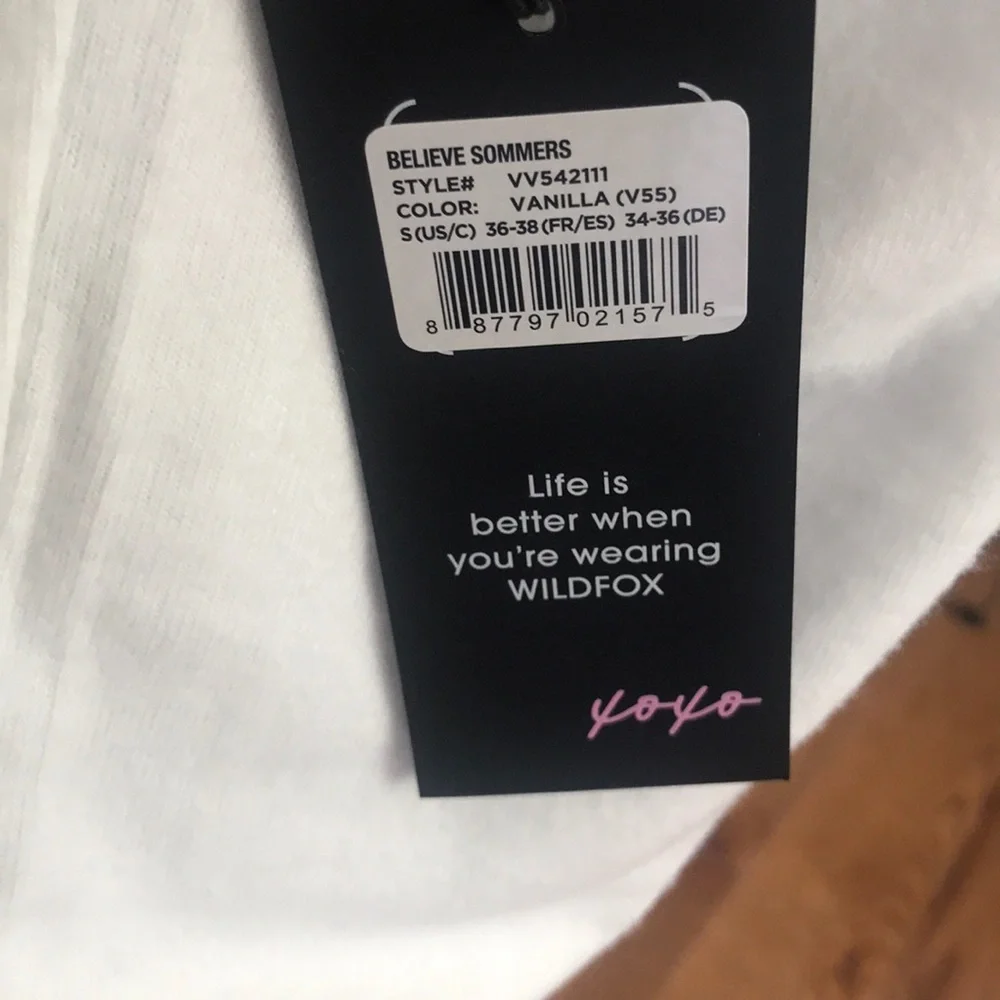 BELIEVE SOMMERS
STYLE# VV542111
COLOR: VANILLA (V55)
S(US/C) 36-38(FR/ES) 34-36(DE)
8 87797 02157 5
Life is
better when
you're wearing
WILDFOX
xoxo